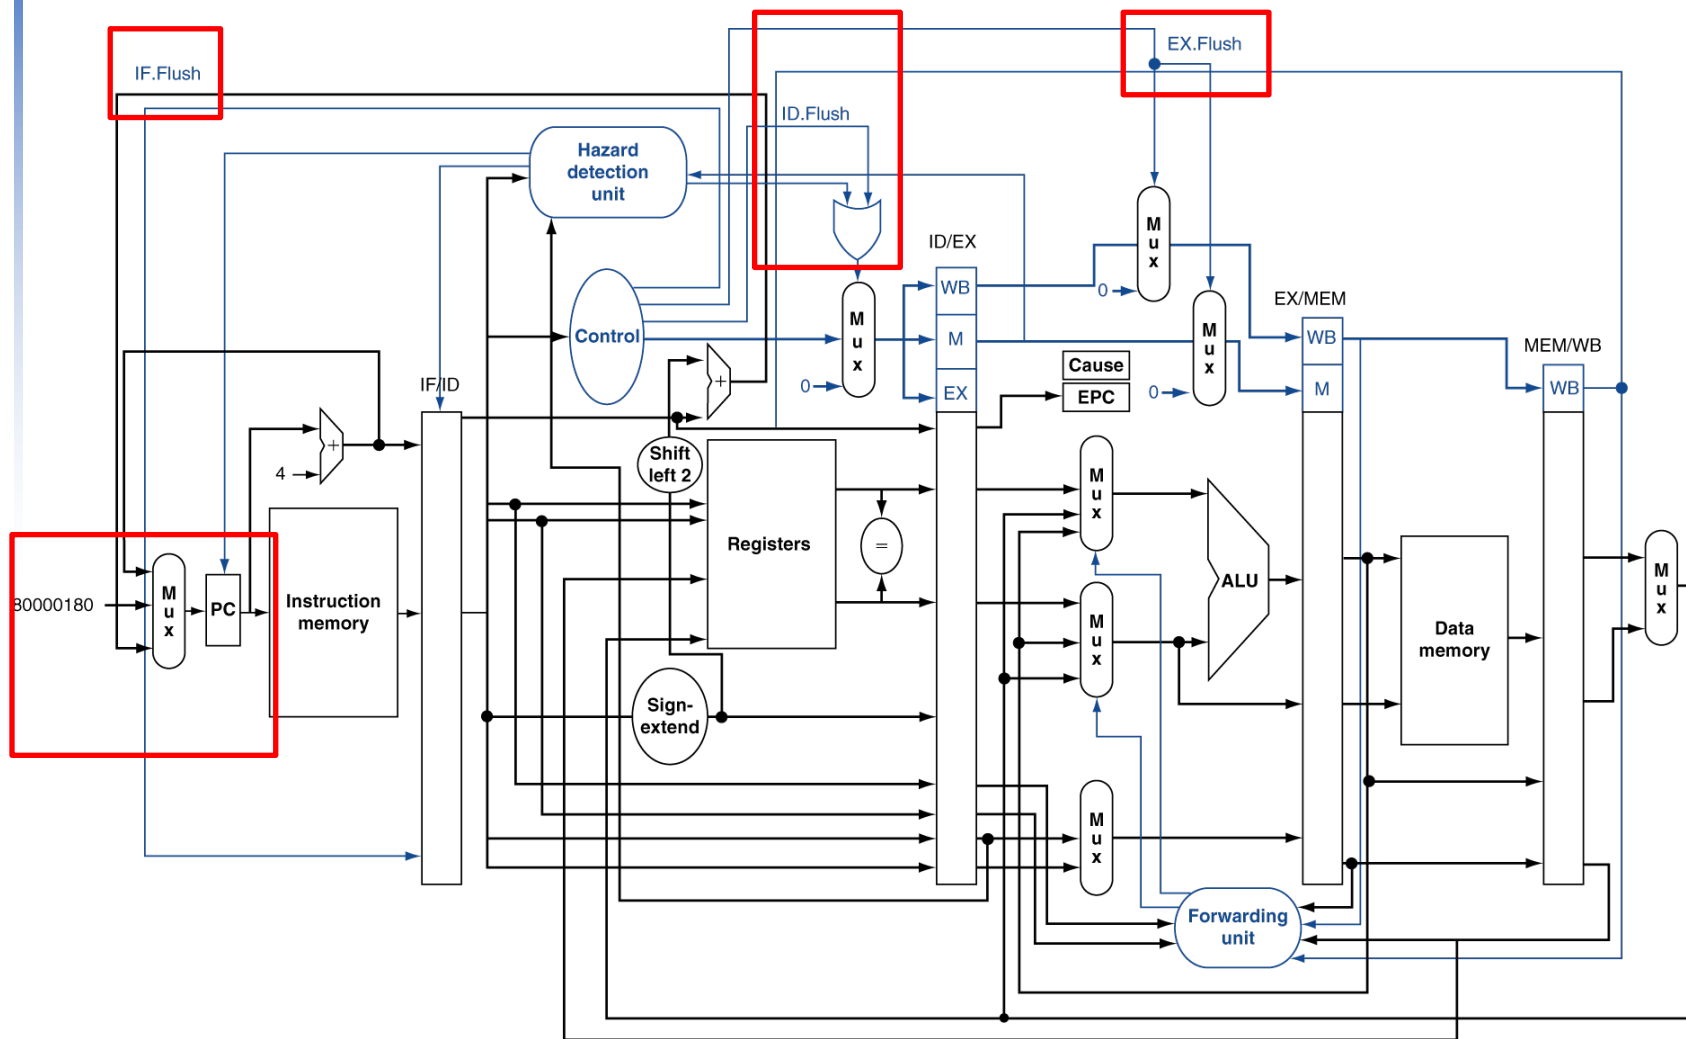 IF.Flush
ID.Flush
EX.Flush
Hazard
detection
unit
Control
0
M
u
x
ID/EX
WB
M
EX
M
u
x
0
M
u
x
0
Cause
EPC
EX/MEM
WB
M
MEM/WB
WB
IF/ID
+
4
+
Shift
left 2
80000180
M
u
x
PC
Instruction
memory
Registers
=
Sign-
extend
M
u
x
M
u
x
M
u
x
ALU
Data
memory
M
u
x
Forwarding
unit